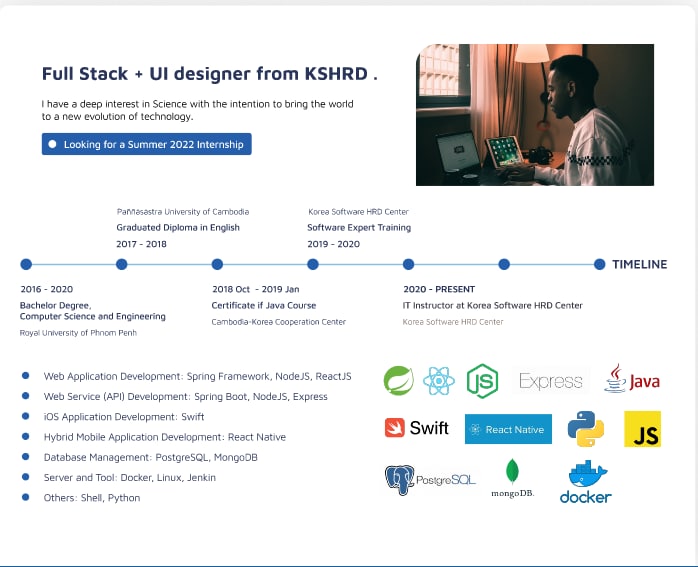 Full Stack + UI designer from KSHRD .
I have a deep interest in Science with the intention to bring the world
to a new evolution of technology.
Looking for a Summer 2022 Internship
Paññāsāstra University of Cambodia
Graduated Diploma in English
2017 - 2018
Korea Software HRD Center
Software Expert Training
2019 - 2020
TIMELINE
2016 - 2020
Bachelor Degree,
Computer Science and Engineering
Royal University of Phnom Penh
2018 Oct  - 2019 Jan
Certificate if Java Course
Cambodia-Korea Cooperation Center
2020 - PRESENT
IT Instructor at Korea Software HRD Center
Korea Software HRD Center
Web Application Development: Spring Framework, NodeJS, ReactJS
Web Service (API) Development: Spring Boot, NodeJS, Express
iOS Application Development: Swift
Hybrid Mobile Application Development: React Native
Database Management: PostgreSQL, MongoDB
Server and Tool: Docker, Linux, Jenkin
Others: Shell, Python
JS
Express
Java
Swift
React Native
JS
PostgreSQL
mongoDB.
docker